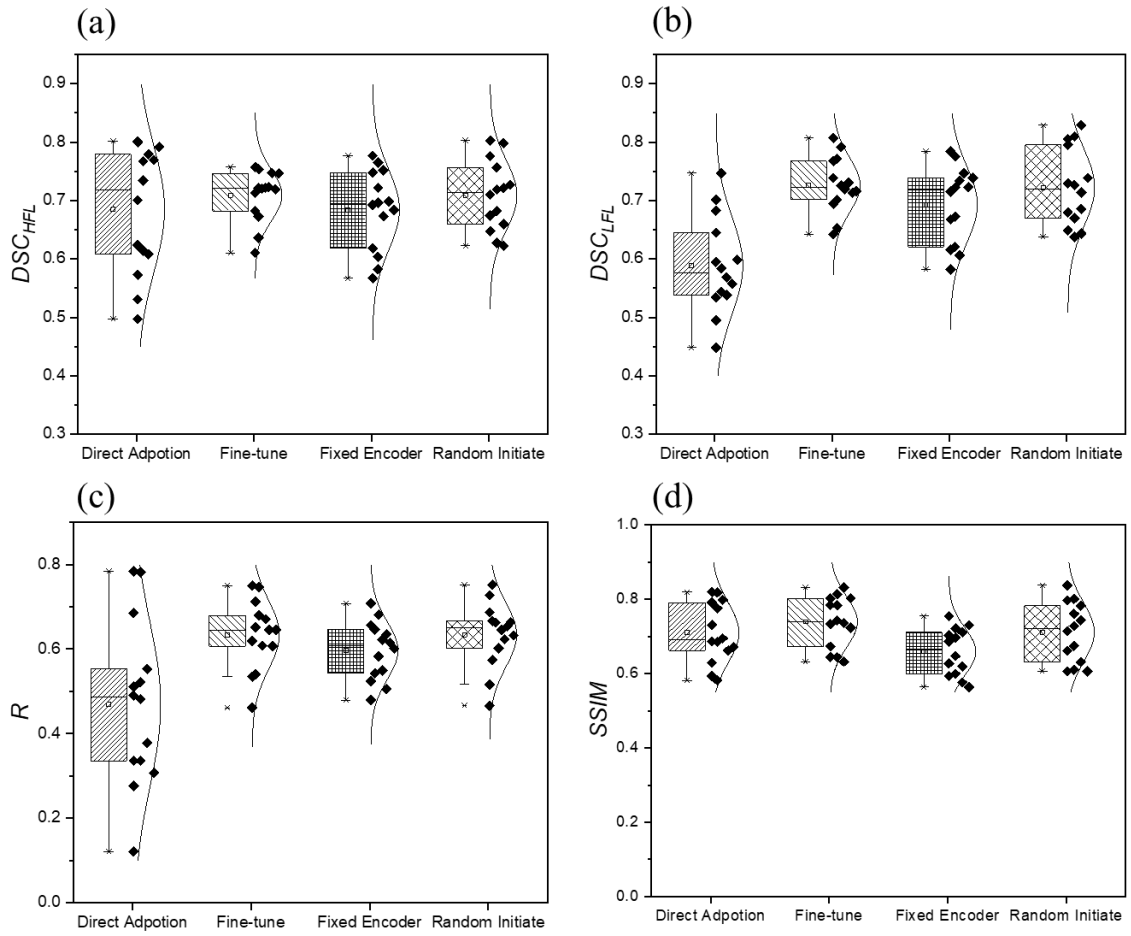 (a)
DSC_HFL
0.9
0.8
0.7
0.6
0.5
0.4
0.3
Direct Adpotion Fine-tune Fixed Encoder Random Initiate
(b)
DSC_LFL
0.9
0.8
0.7
0.6
0.5
0.4
0.3
Direct Adpotion Fine-tune Fixed Encoder Random Initiate
(c)
R
0.8
0.6
0.4
0.2
0.0
Direct Adpotion Fine-tune Fixed Encoder Random Initiate
(d)
SSIM
1.0
0.8
0.6
0.4
0.2
0.0
Direct Adpotion Fine-tune Fixed Encoder Random Initiate